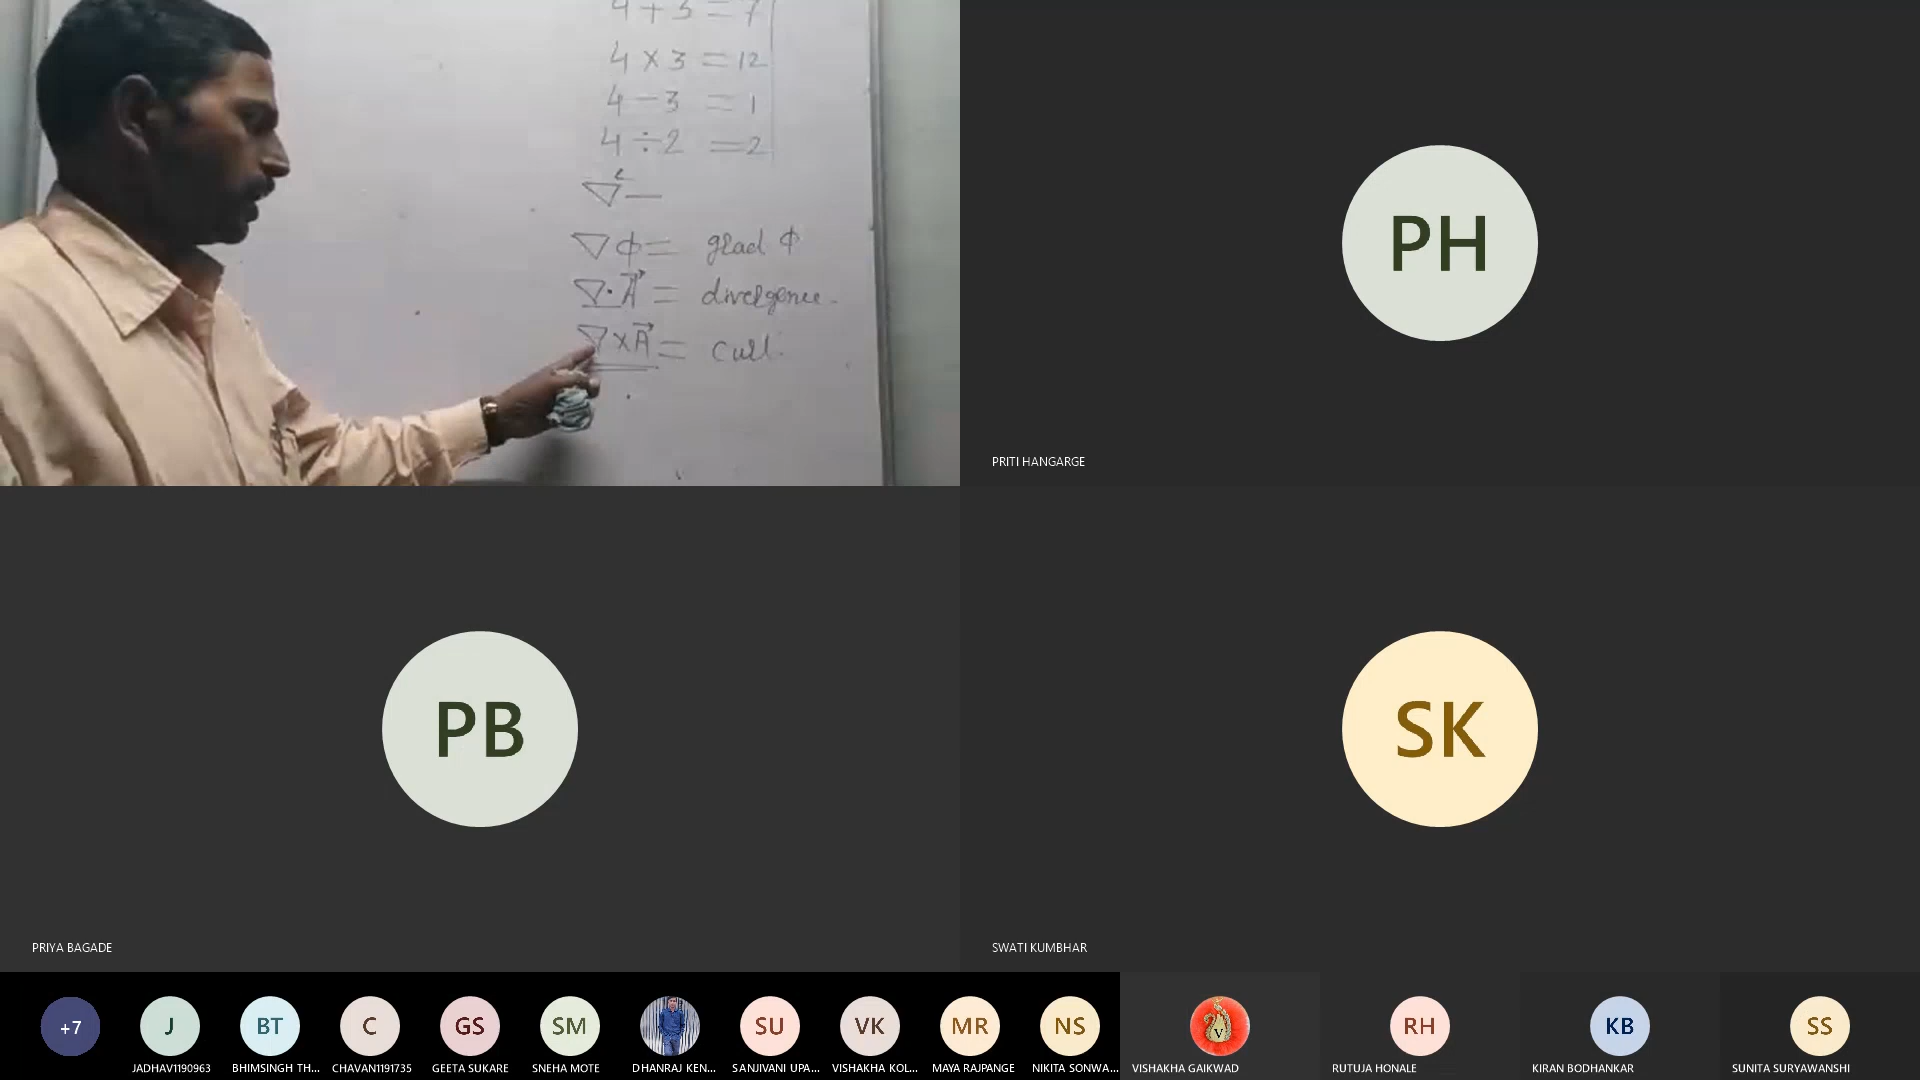 4 + 3 = 7
4 × 3 = 12
4 − 3 = 1
4 ÷ 2 = 2
∇ —
∇ ϕ = grad ϕ
∇ · A⃗ = divergence
∇ × A⃗ = curl
PH
PRITI HANGARGE
PB
SK
PRIYA BAGADE
SWATI KUMBHAR
+7
J
BT
C
GS
SM
SU
VK
MR
NS
V
RH
KB
SS
JADHAV1190963
BHIMSINGH TH...
CHAVAN1191735
GEETA SUKARE
SNEHA MOTE
DHANRAJ KEN...
SANJIVANI UPA...
VISHAKHA KOL...
MAYA RAJPANGE
NIKITA SONWA...
VISHAKHA GAIKWAD
RUTUJA HONALE
KIRAN BODHANKAR
SUNITA SURYAWANSHI